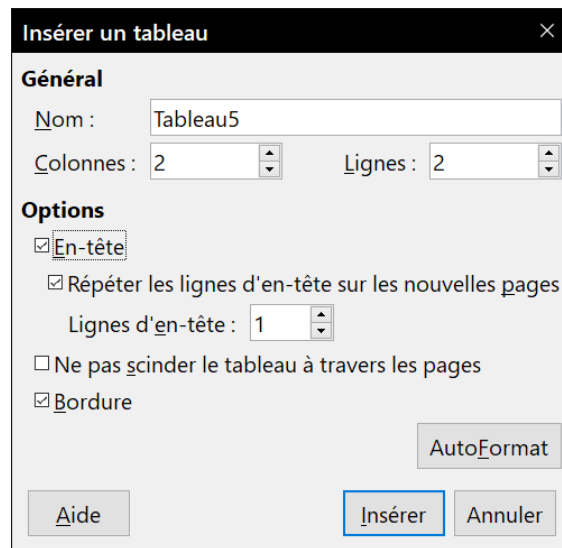 Insérer un tableau
Général
Nom : Tableau5
Colonnes : 2 Lignes : 2
Options
En-tête
Répéter les lignes d'en-tête sur les nouvelles pages
Lignes d'en-tête : 1
Ne pas scinder le tableau à travers les pages
Bordure
AutoFormat
Aide Insérer Annuler